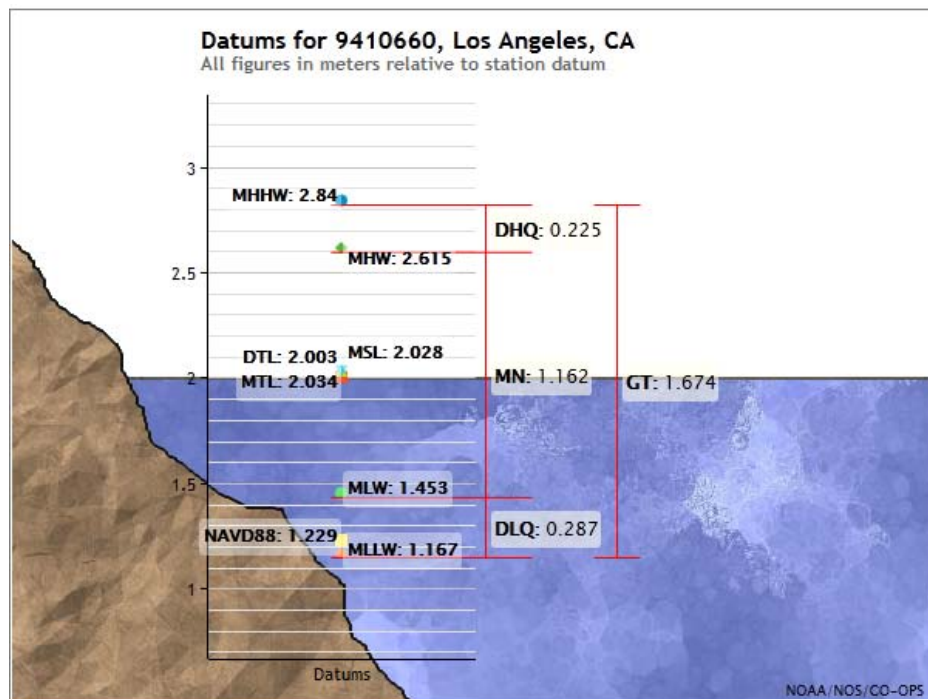 Datums for 9410660, Los Angeles, CA
All figures in meters relative to station datum
3
MHHW: 2.84
DHQ: 0.225
MHW: 2.615
2.5
DTL: 2.003
MSL: 2.028
2
MTL: 2.034
MN: 1.162
GT: 1.674
1.5
MLW: 1.453
NAVD88: 1.229
DLQ: 0.287
MLLW: 1.167
1
Datums
NOAA/NOS/CO-OPS